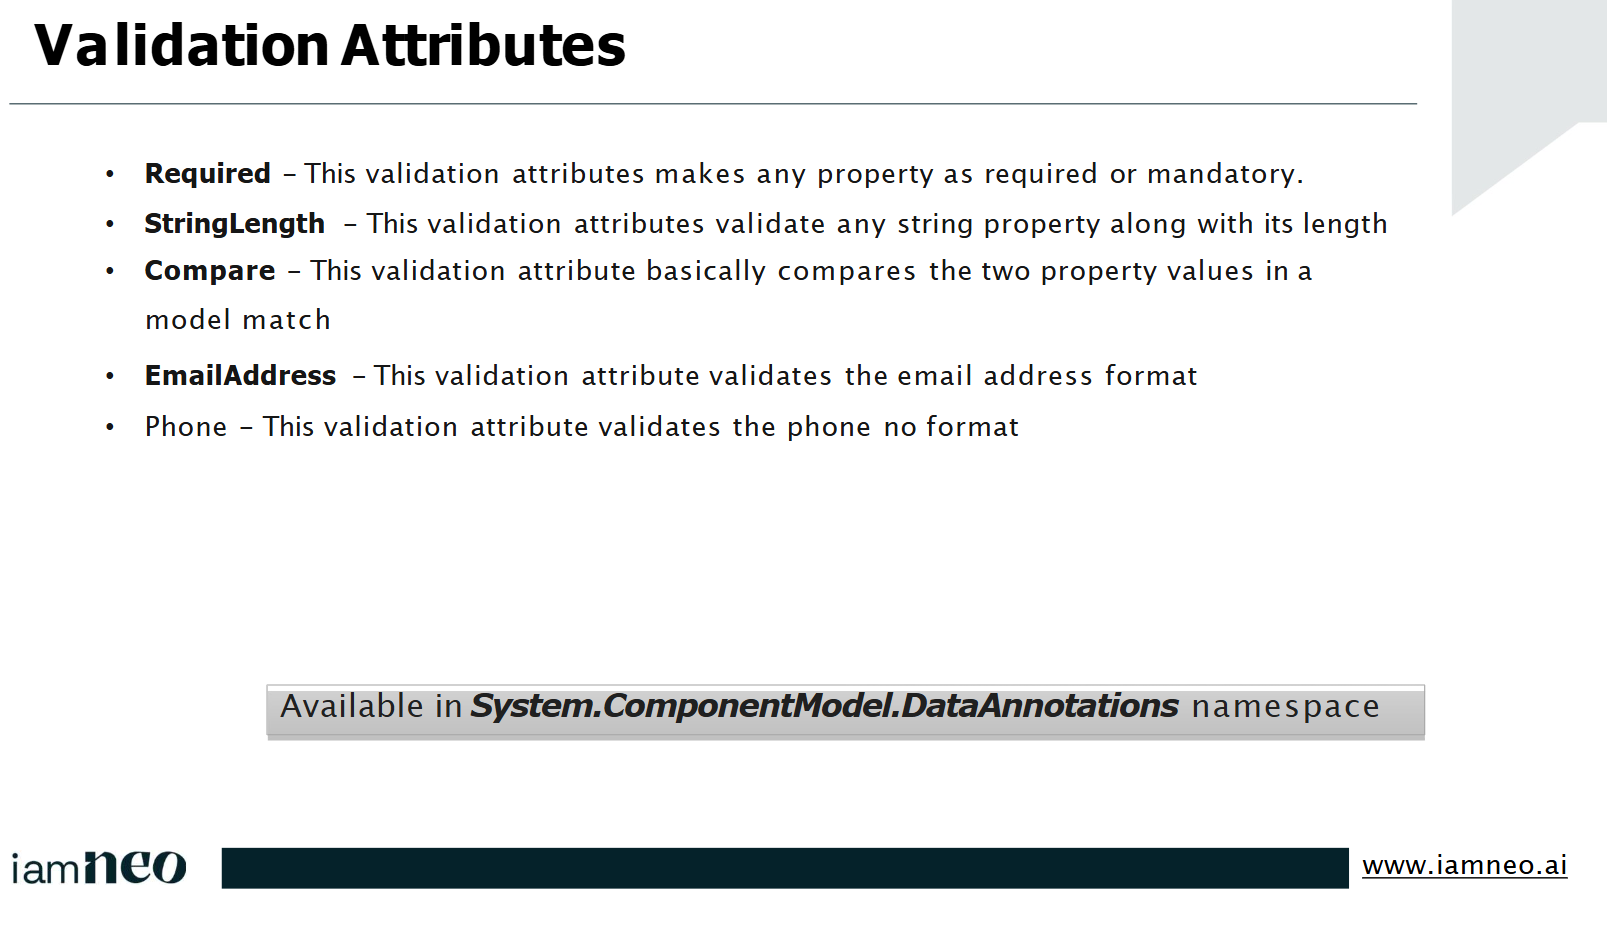 Validation Attributes
• Required – This validation attributes makes any property as required or mandatory.
• StringLength – This validation attributes validate any string property along with its length
• Compare – This validation attribute basically compares the two property values in a
model match
• EmailAddress – This validation attribute validates the email address format
• Phone – This validation attribute validates the phone no format
Available in System.ComponentModel.DataAnnotations namespace
iamneo
www.iamneo.ai